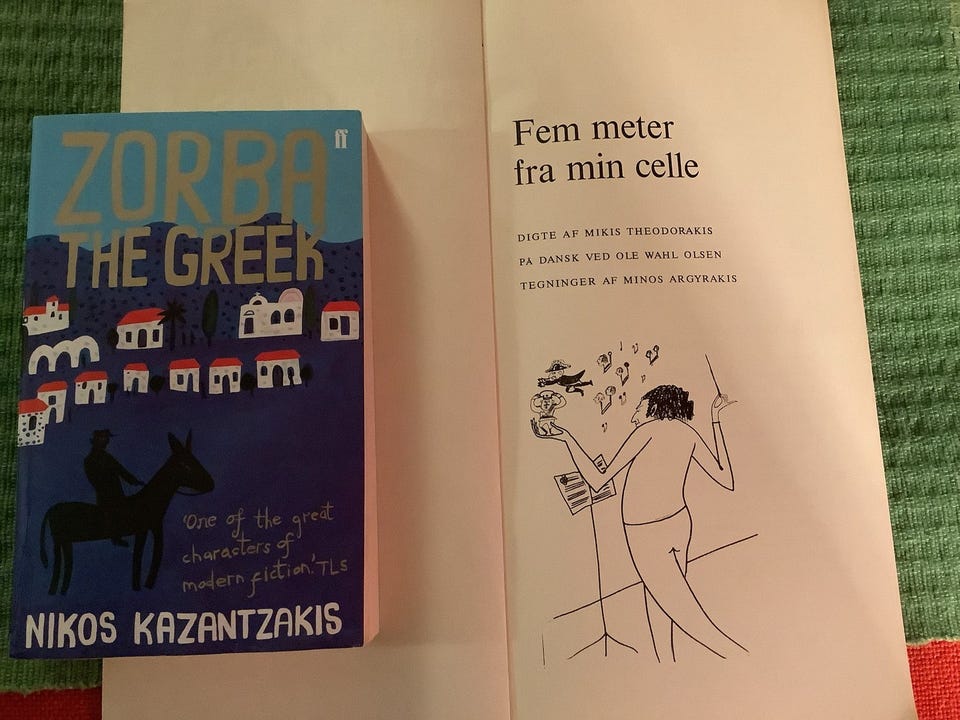 ZORBA
ff
THE GREEK
'One of the great
characters of
modern fiction.' TLS
NIKOS KAZANTZAKIS
Fem meter
fra min celle
DIGTE AF MIKIS THEODORAKIS
PÅ DANSK VED OLE WAHL OLSEN
TEGNINGER AF MINOS ARGYRAKIS